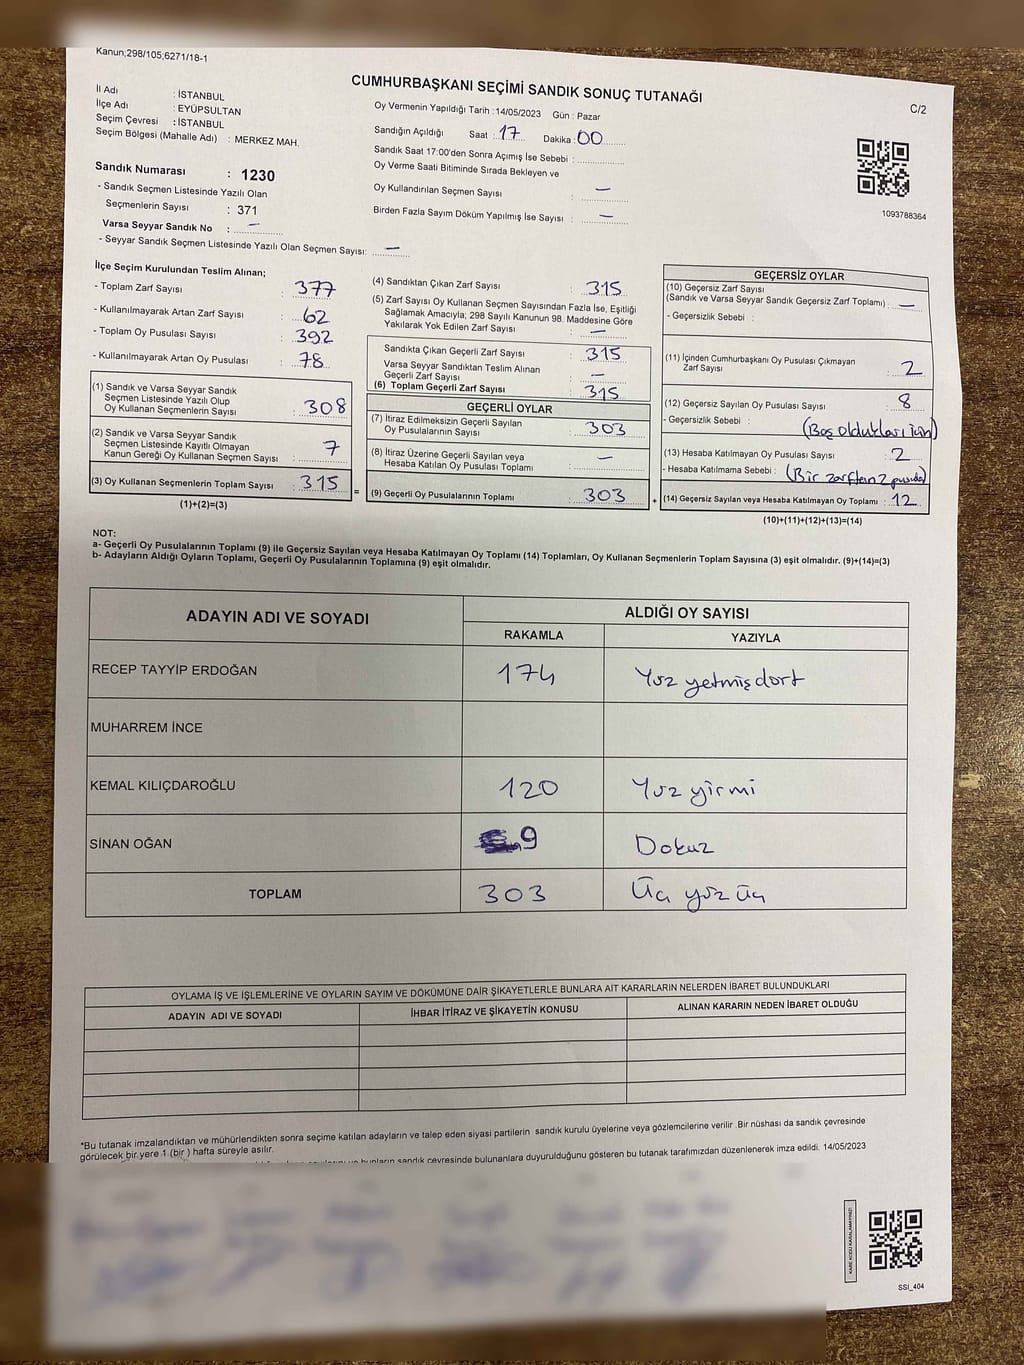 Kanun;298/105;6271/18-1
CUMHURBAŞKANI SEÇİMİ SANDIK SONUÇ TUTANAĞI
C/2
İl Adı : İSTANBUL
İlçe Adı : EYÜPSULTAN
Seçim Çevresi : İSTANBUL
Seçim Bölgesi (Mahalle Adı) : MERKEZ MAH.
Sandık Numarası : 1230
- Sandık Seçmen Listesinde Yazılı Olan
Seçmenlerin Sayısı : 371
Varsa Seyyar Sandık No : –
- Seyyar Sandık Seçmen Listesinde Yazılı Olan Seçmen Sayısı: –
Oy Vermenin Yapıldığı Tarih : 14/05/2023 Gün : Pazar
Sandığın Açıldığı Saat : 17 Dakika : 00
Sandık Saat 17:00'den Sonra Açımış İse Sebebi :
Oy Verme Saati Bitiminde Sırada Bekleyen ve
Oy Kullandırılan Seçmen Sayısı : –
Birden Fazla Sayım Döküm Yapılmış İse Sayısı : –
1093788364
İlçe Seçim Kurulundan Teslim Alınan;
- Toplam Zarf Sayısı : 377
- Kullanılmayarak Artan Zarf Sayısı : 62
- Toplam Oy Pusulası Sayısı : 392
- Kullanılmayarak Artan Oy Pusulası : 78
(1) Sandık ve Varsa Seyyar Sandık
Seçmen Listesinde Yazılı Olup
Oy Kullanan Seçmenlerin Sayısı : 308
(2) Sandık ve Varsa Seyyar Sandık
Seçmen Listesinde Kayıtlı Olmayan
Kanun Gereği Oy Kullanan Seçmen Sayısı : 7
(3) Oy Kullanan Seçmenlerin Toplam Sayısı : 315
(1)+(2)=(3)
=
(4) Sandıktan Çıkan Zarf Sayısı : 315
(5) Zarf Sayısı Oy Kullanan Seçmen Sayısından Fazla İse, Eşitliği
Sağlamak Amacıyla; 298 Sayılı Kanunun 98. Maddesine Göre
Yakılarak Yok Edilen Zarf Sayısı : –
Sandıkta Çıkan Geçerli Zarf Sayısı : 315
Varsa Seyyar Sandıktan Teslim Alınan
Geçerli Zarf Sayısı : –
(6) Toplam Geçerli Zarf Sayısı : 315
GEÇERLİ OYLAR
(7) İtiraz Edilmeksizin Geçerli Sayılan
Oy Pusulalarının Sayısı : 303
(8) İtiraz Üzerine Geçerli Sayılan veya
Hesaba Katılan Oy Pusulası Toplamı : –
(9) Geçerli Oy Pusulalarının Toplamı : 303
+
GEÇERSİZ OYLAR
(10) Geçersiz Zarf Sayısı
(Sandık ve Varsa Seyyar Sandık Geçersiz Zarf Toplamı) : –
- Geçersizlik Sebebi :
(11) İçinden Cumhurbaşkanı Oy Pusulası Çıkmayan
Zarf Sayısı : 2
(12) Geçersiz Sayılan Oy Pusulası Sayısı : 8
- Geçersizlik Sebebi : (Boş oldukları için)
(13) Hesaba Katılmayan Oy Pusulası Sayısı : 2
- Hesaba Katılmama Sebebi : (Bir zarftan 2 pusula)
(14) Geçersiz Sayılan veya Hesaba Katılmayan Oy Toplamı : 12
(10)+(11)+(12)+(13)=(14)
NOT:
a- Geçerli Oy Pusulalarının Toplamı (9) ile Geçersiz Sayılan veya Hesaba Katılmayan Oy Toplamı (14) Toplamları, Oy Kullanan Seçmenlerin Toplam Sayısına (3) eşit olmalıdır. (9)+(14)=(3)
b- Adayların Aldığı Oyların Toplamı, Geçerli Oy Pusulalarının Toplamına (9) eşit olmalıdır.
ADAYIN ADI VE SOYADI
ALDIĞI OY SAYISI
RAKAMLA YAZIYLA
RECEP TAYYİP ERDOĞAN 174 Yüz yetmiş dört
MUHARREM İNCE
KEMAL KILIÇDAROĞLU 120 Yüz yirmi
SİNAN OĞAN 9 Dokuz
TOPLAM 303 Üç yüz üç
OYLAMA İŞ VE İŞLEMLERİNE VE OYLARIN SAYIM VE DÖKÜMÜNE DAİR ŞİKAYETLERLE BUNLARA AİT KARARLARIN NELERDEN İBARET BULUNDUKLARI
ADAYIN ADI VE SOYADI İHBAR İTİRAZ VE ŞİKAYETİN KONUSU ALINAN KARARIN NEDEN İBARET OLDUĞU
*Bu tutanak imzalandıktan ve mühürlendikten sonra seçime katılan adayların ve talep eden siyasi partilerin sandık kurulu üyelerine veya gözlemcilerine verilir .Bir nüshası da sandık çevresinde
görülecek bir yere 1 (bir ) hafta süreyle asılır.
sandık çevresinde bulunanlara duyurulduğunu gösteren bu tutanak tarafımızdan düzenlenerek imza edildi. 14/05/2023
KARE KODU KARALAMAYINIZ!
SSİ_404